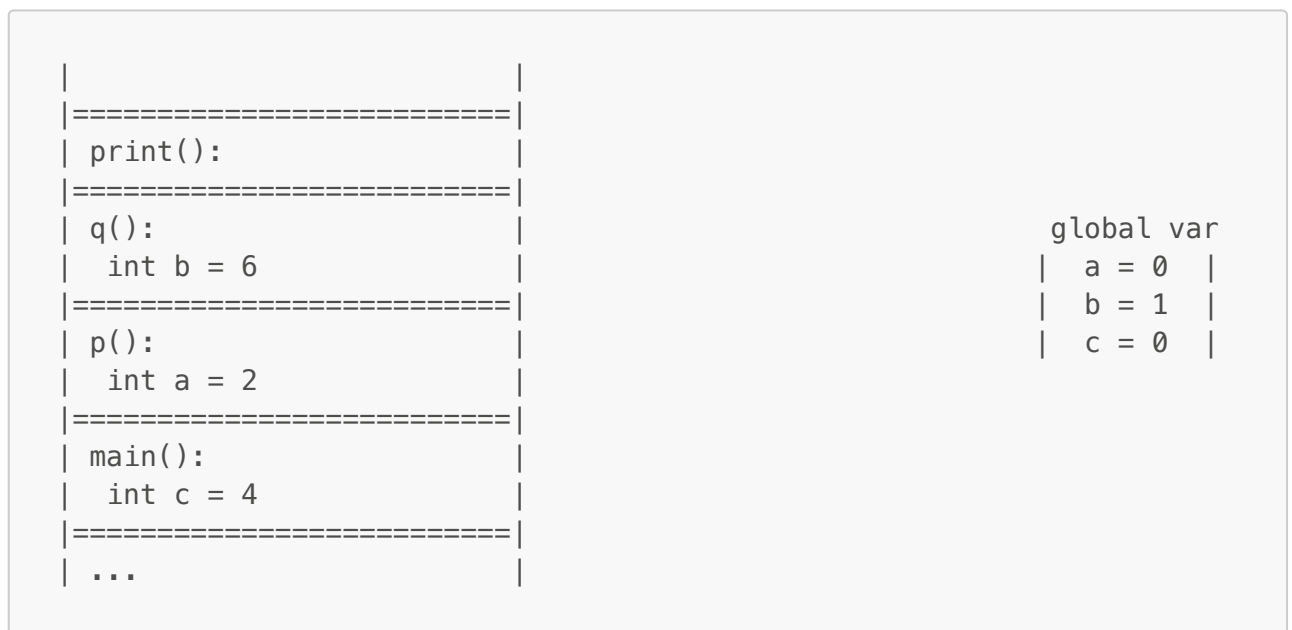 |                          |
|==========================|
| print():                 |
|==========================|
| q():                     |                              global var
|  int b = 6               |                             |  a = 0  |
|==========================|                             |  b = 1  |
| p():                     |                             |  c = 0  |
|  int a = 2               |
|==========================|
| main():                  |
|  int c = 4               |
|==========================|
| ...                      |